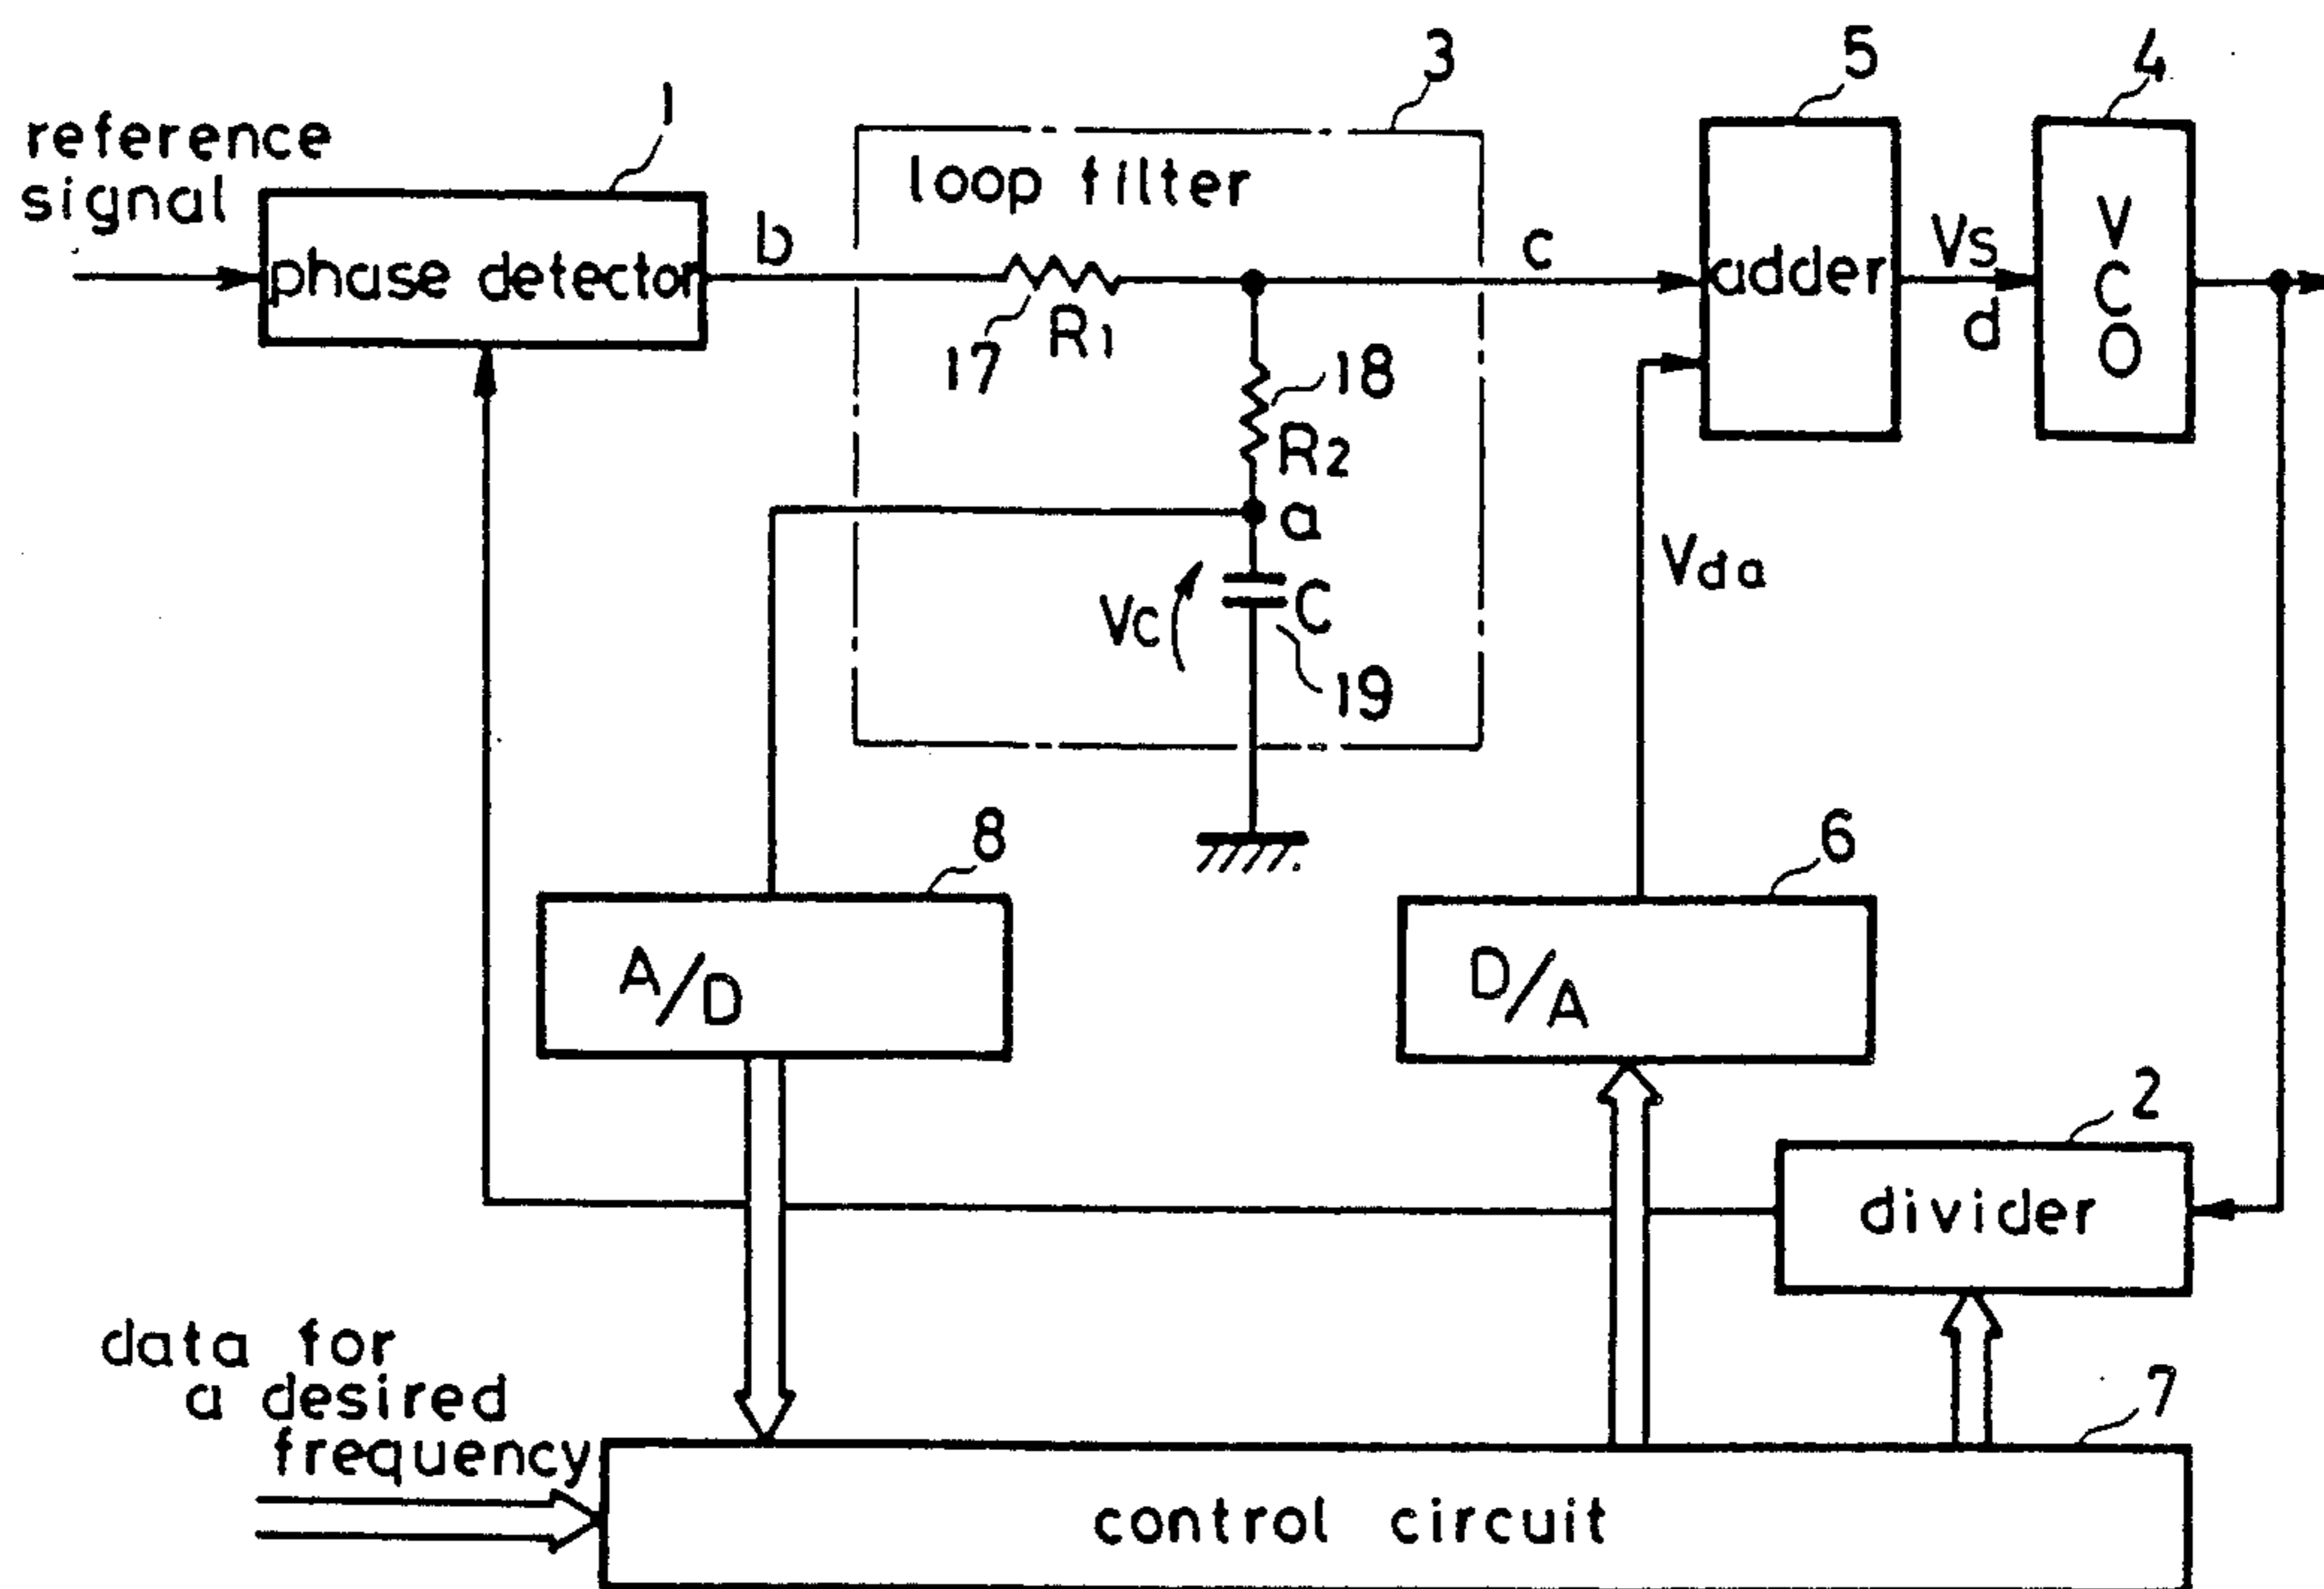 3
5
4
1
reference
signal
loop filter
phase detector
b
c
adder
Vs
d
V
C
O
17
R1
18
R2
a
Vda
Vc
C
19
8
6
A/D
D/A
2
divider
data for
a desired
frequency
7
control circuit